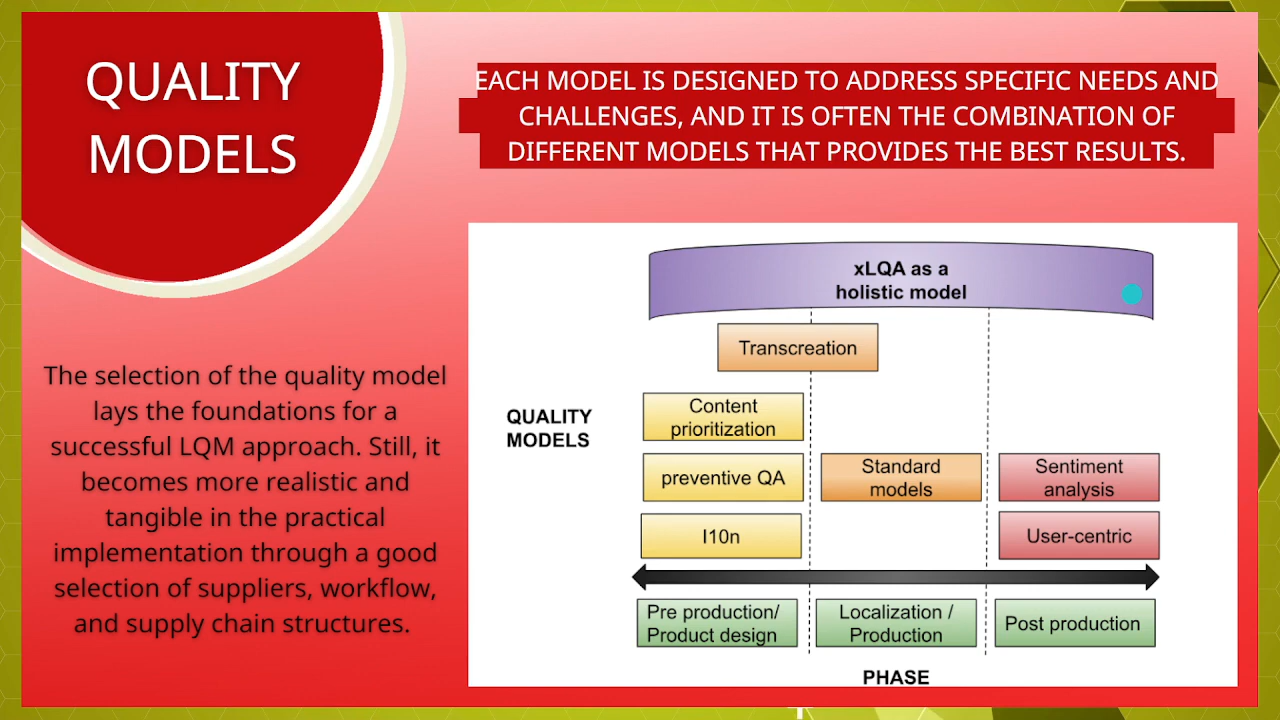 QUALITY
MODELS
EACH MODEL IS DESIGNED TO ADDRESS SPECIFIC NEEDS AND
CHALLENGES, AND IT IS OFTEN THE COMBINATION OF
DIFFERENT MODELS THAT PROVIDES THE BEST RESULTS.
The selection of the quality model
lays the foundations for a
successful LQM approach. Still, it
becomes more realistic and
tangible in the practical
implementation through a good
selection of suppliers, workflow,
and supply chain structures.
xLQA as a
holistic model
Transcreation
QUALITY
MODELS
Content
prioritization
preventive QA
Standard
models
Sentiment
analysis
l10n
User-centric
Pre production/
Product design
Localization /
Production
Post production
PHASE